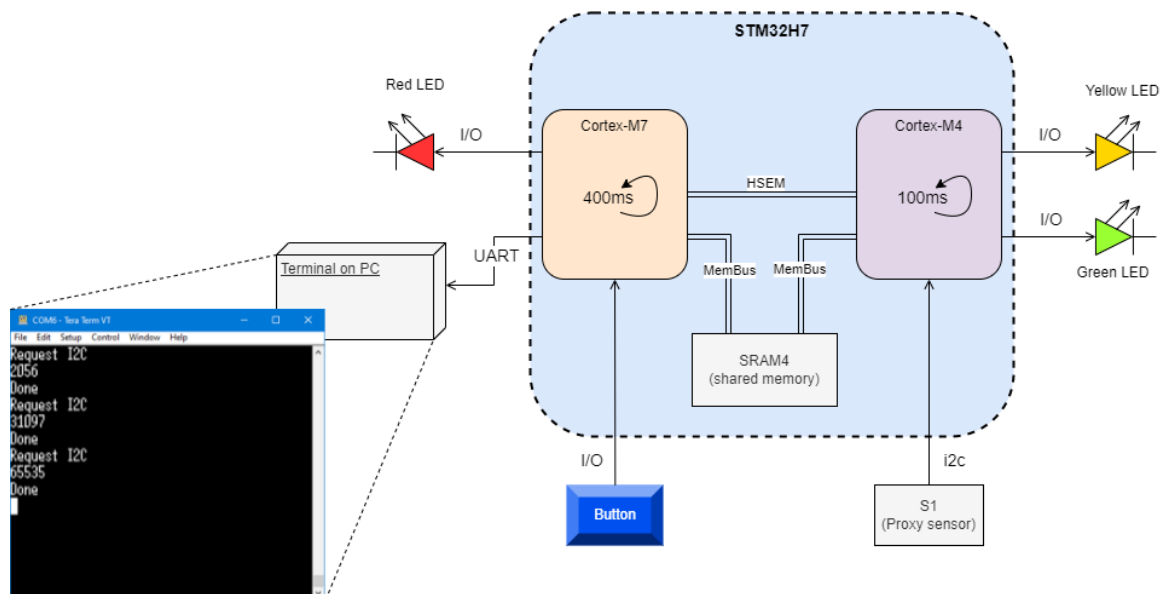 STM32H7
Red LED
Yellow LED
Cortex-M7
Cortex-M4
I/O
I/O
HSEM
400ms
100ms
I/O
UART
Terminal on PC
MemBus
MemBus
Green LED
COM6 - Tera Term VT
File Edit Setup Control Window Help
Request I2C
2056
Done
Request I2C
31097
Done
Request I2C
65535
Done
SRAM4
(shared memory)
I/O
i2c
Button
S1
(Proxy sensor)